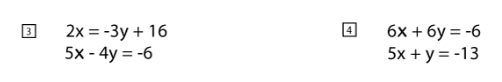 3 2x = -3y + 16
5x - 4y = -6
4 6x + 6y = -6
5x + y = -13